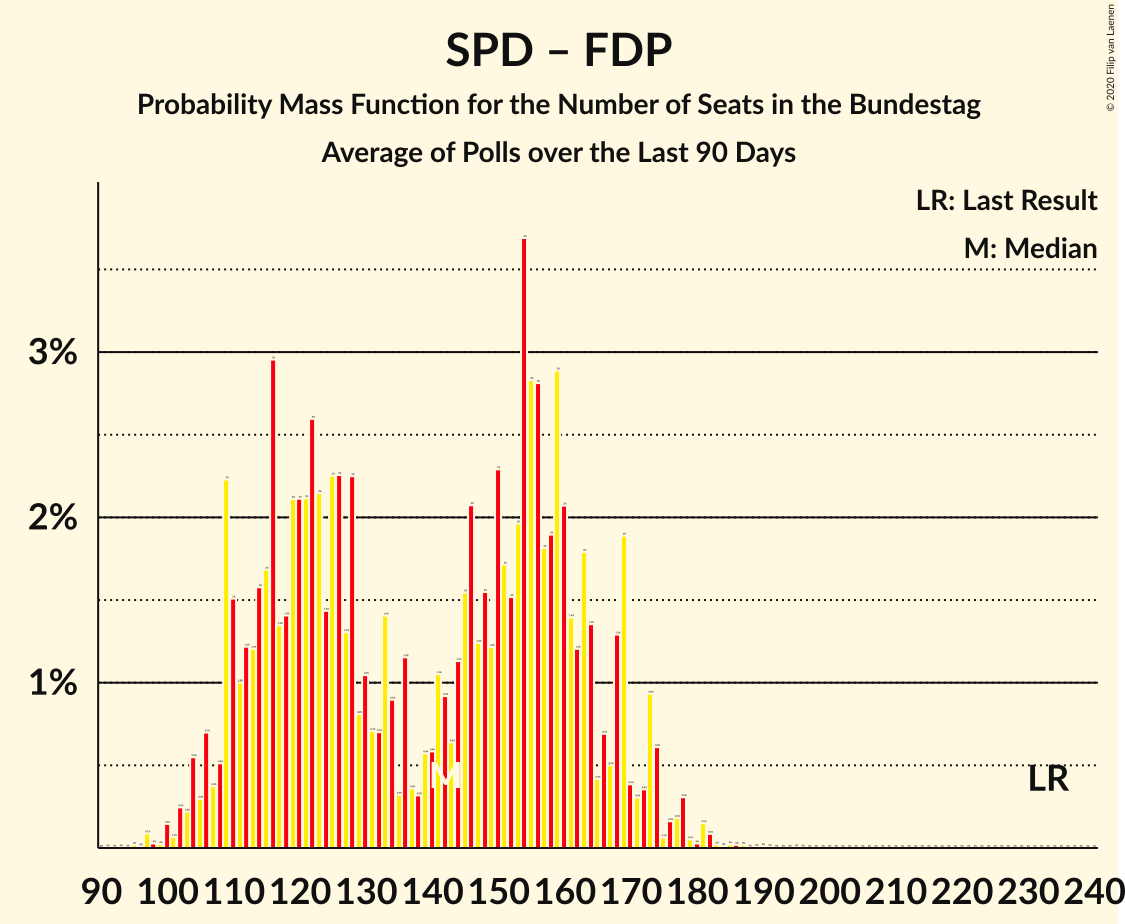 SPD – FDP
Probability Mass Function for the Number of Seats in the Bundestag
Average of Polls over the Last 90 Days
© 2020 Filip van Laenen
LR: Last Result
M: Median
3%
2%
1%
M
LR
90 100 110 120 130 140 150 160 170 180 190 200 210 220 230 240